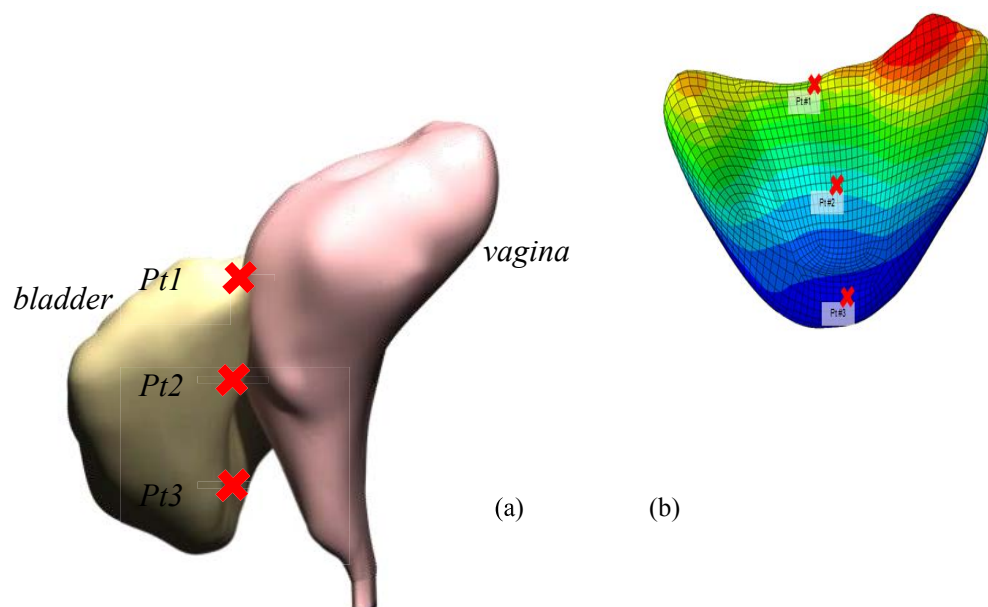 Pt#1
Pt#2
Pt#3
vagina
Pt1
bladder
Pt2
Pt3
(a)
(b)